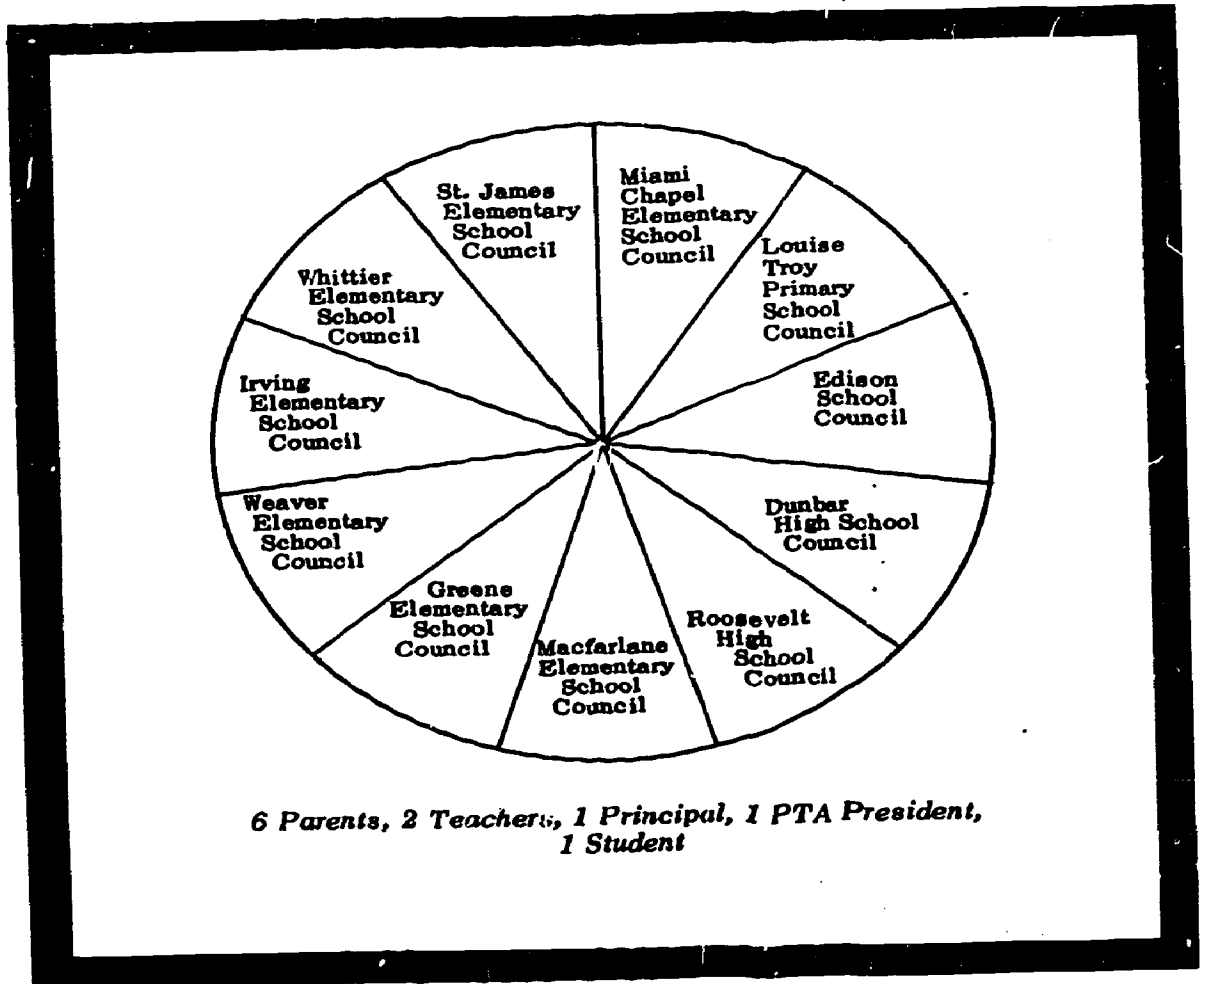 St. James
Elementary
School
Council
Miami
Chapel
Elementary
School
Council
Louise
Troy
Primary
School
Council
Edison
School
Council
Dunbar
High School
Council
Roosevelt
High
School
Council
Macfarlane
Elementary
School
Council
Greene
Elementary
School
Council
Weaver
Elementary
School
Council
Irving
Elementary
School
Council
Whittier
Elementary
School
Council
6 Parents, 2 Teachers, 1 Principal, 1 PTA President,
1 Student